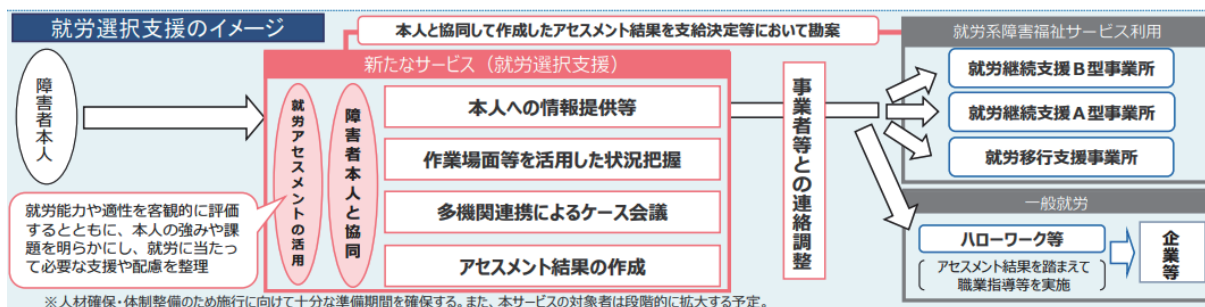 就労選択支援のイメージ
本人と協同して作成したアセスメント結果を支給決定等において勘案
障害者本人
就労能力や適性を客観的に評価
するとともに、本人の強みや課
題を明らかにし、就労に当たっ
て必要な支援や配慮を整理
新たなサービス（就労選択支援）
就労アセスメントの活用
障害者本人と協同
本人への情報提供等
作業場面等を活用した状況把握
多機関連携によるケース会議
アセスメント結果の作成
事業者等との連絡調整
就労系障害福祉サービス利用
就労継続支援B型事業所
就労継続支援A型事業所
就労移行支援事業所
一般就労
ハローワーク等
アセスメント結果を踏まえて
職業指導等を実施
企業等
※人材確保・体制整備のため施行に向けて十分な準備期間を確保する。また、本サービスの対象者は段階的に拡大する予定。